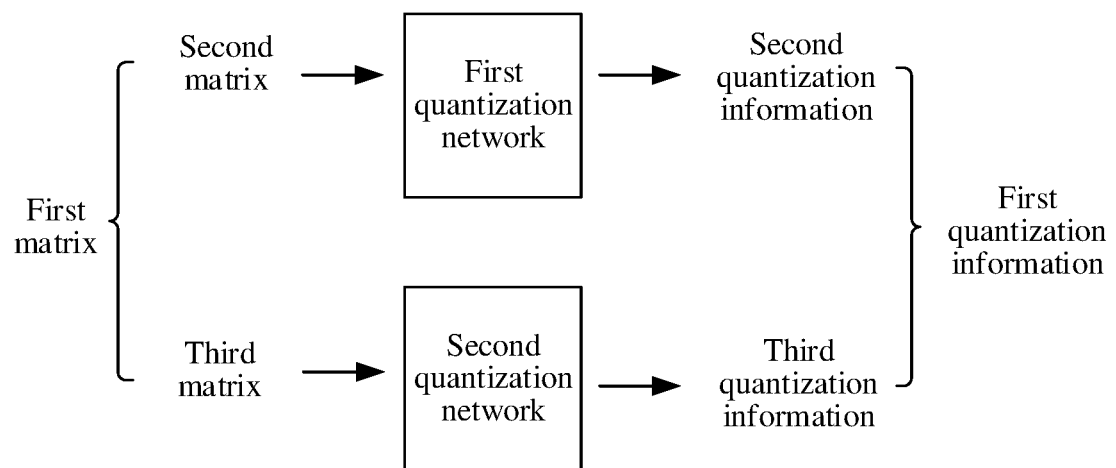 First
matrix
Second
matrix
First
quantization
network
Second
quantization
information
Third
matrix
Second
quantization
network
Third
quantization
information
First
quantization
information